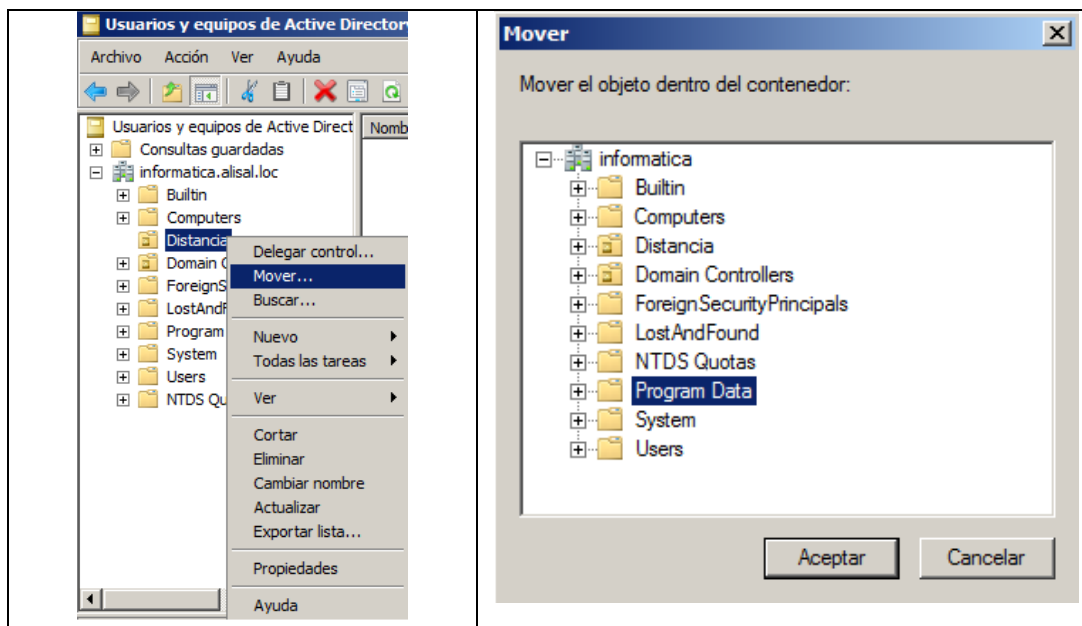 Usuarios y equipos de Active Director
Archivo Acción Ver Ayuda
Usuarios y equipos de Active Direct
Nomb
Consultas guardadas
informatica.alisal.loc
Builtin
Computers
Distancia
Domain C
ForeignS
LostAndF
Program
System
Users
NTDS Qu
Delegar control...
Mover...
Buscar...
Nuevo
Todas las tareas
Ver
Cortar
Eliminar
Cambiar nombre
Actualizar
Exportar lista...
Propiedades
Ayuda
Mover
Mover el objeto dentro del contenedor:
informatica
Builtin
Computers
Distancia
Domain Controllers
ForeignSecurityPrincipals
LostAndFound
NTDS Quotas
Program Data
System
Users
Aceptar Cancelar